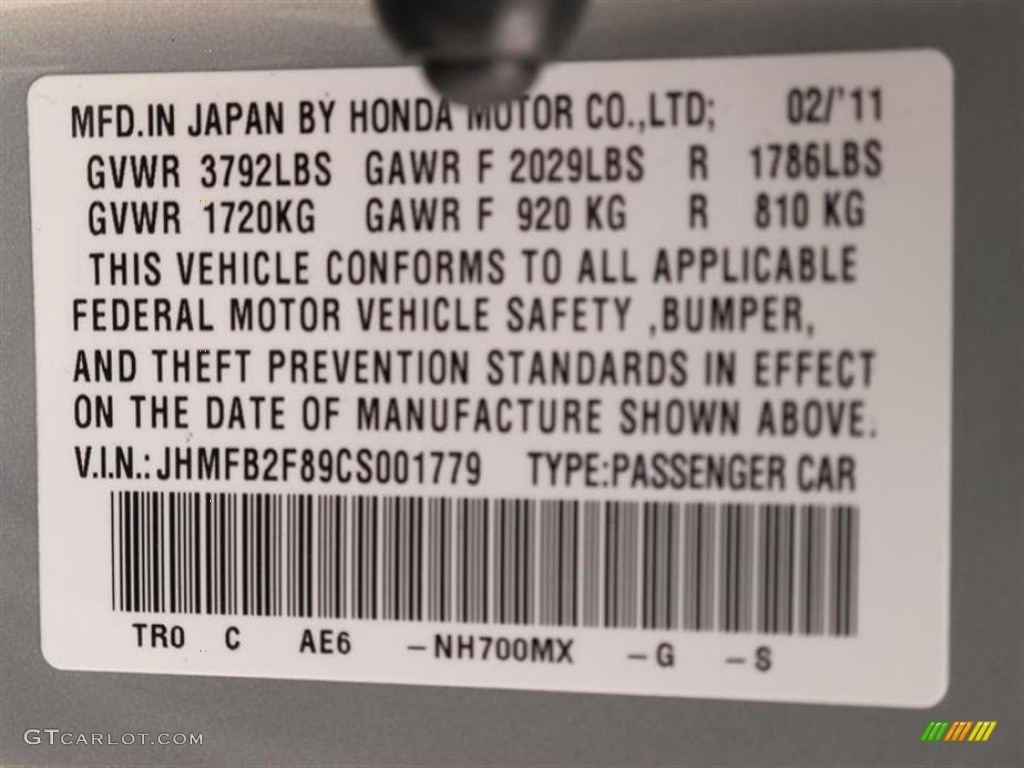 MFD.IN JAPAN BY HONDA MOTOR CO.,LTD; 02/'11
GVWR 3792LBS GAWR F 2029LBS R 1786LBS
GVWR 1720KG GAWR F 920 KG R 810 KG
THIS VEHICLE CONFORMS TO ALL APPLICABLE
FEDERAL MOTOR VEHICLE SAFETY ,BUMPER,
AND THEFT PREVENTION STANDARDS IN EFFECT
ON THE DATE OF MANUFACTURE SHOWN ABOVE.
V.I.N.:JHMFB2F89CS001779 TYPE:PASSENGER CAR
TR0 C AE6 -NH700MX -G -S
GTCARLOT.COM